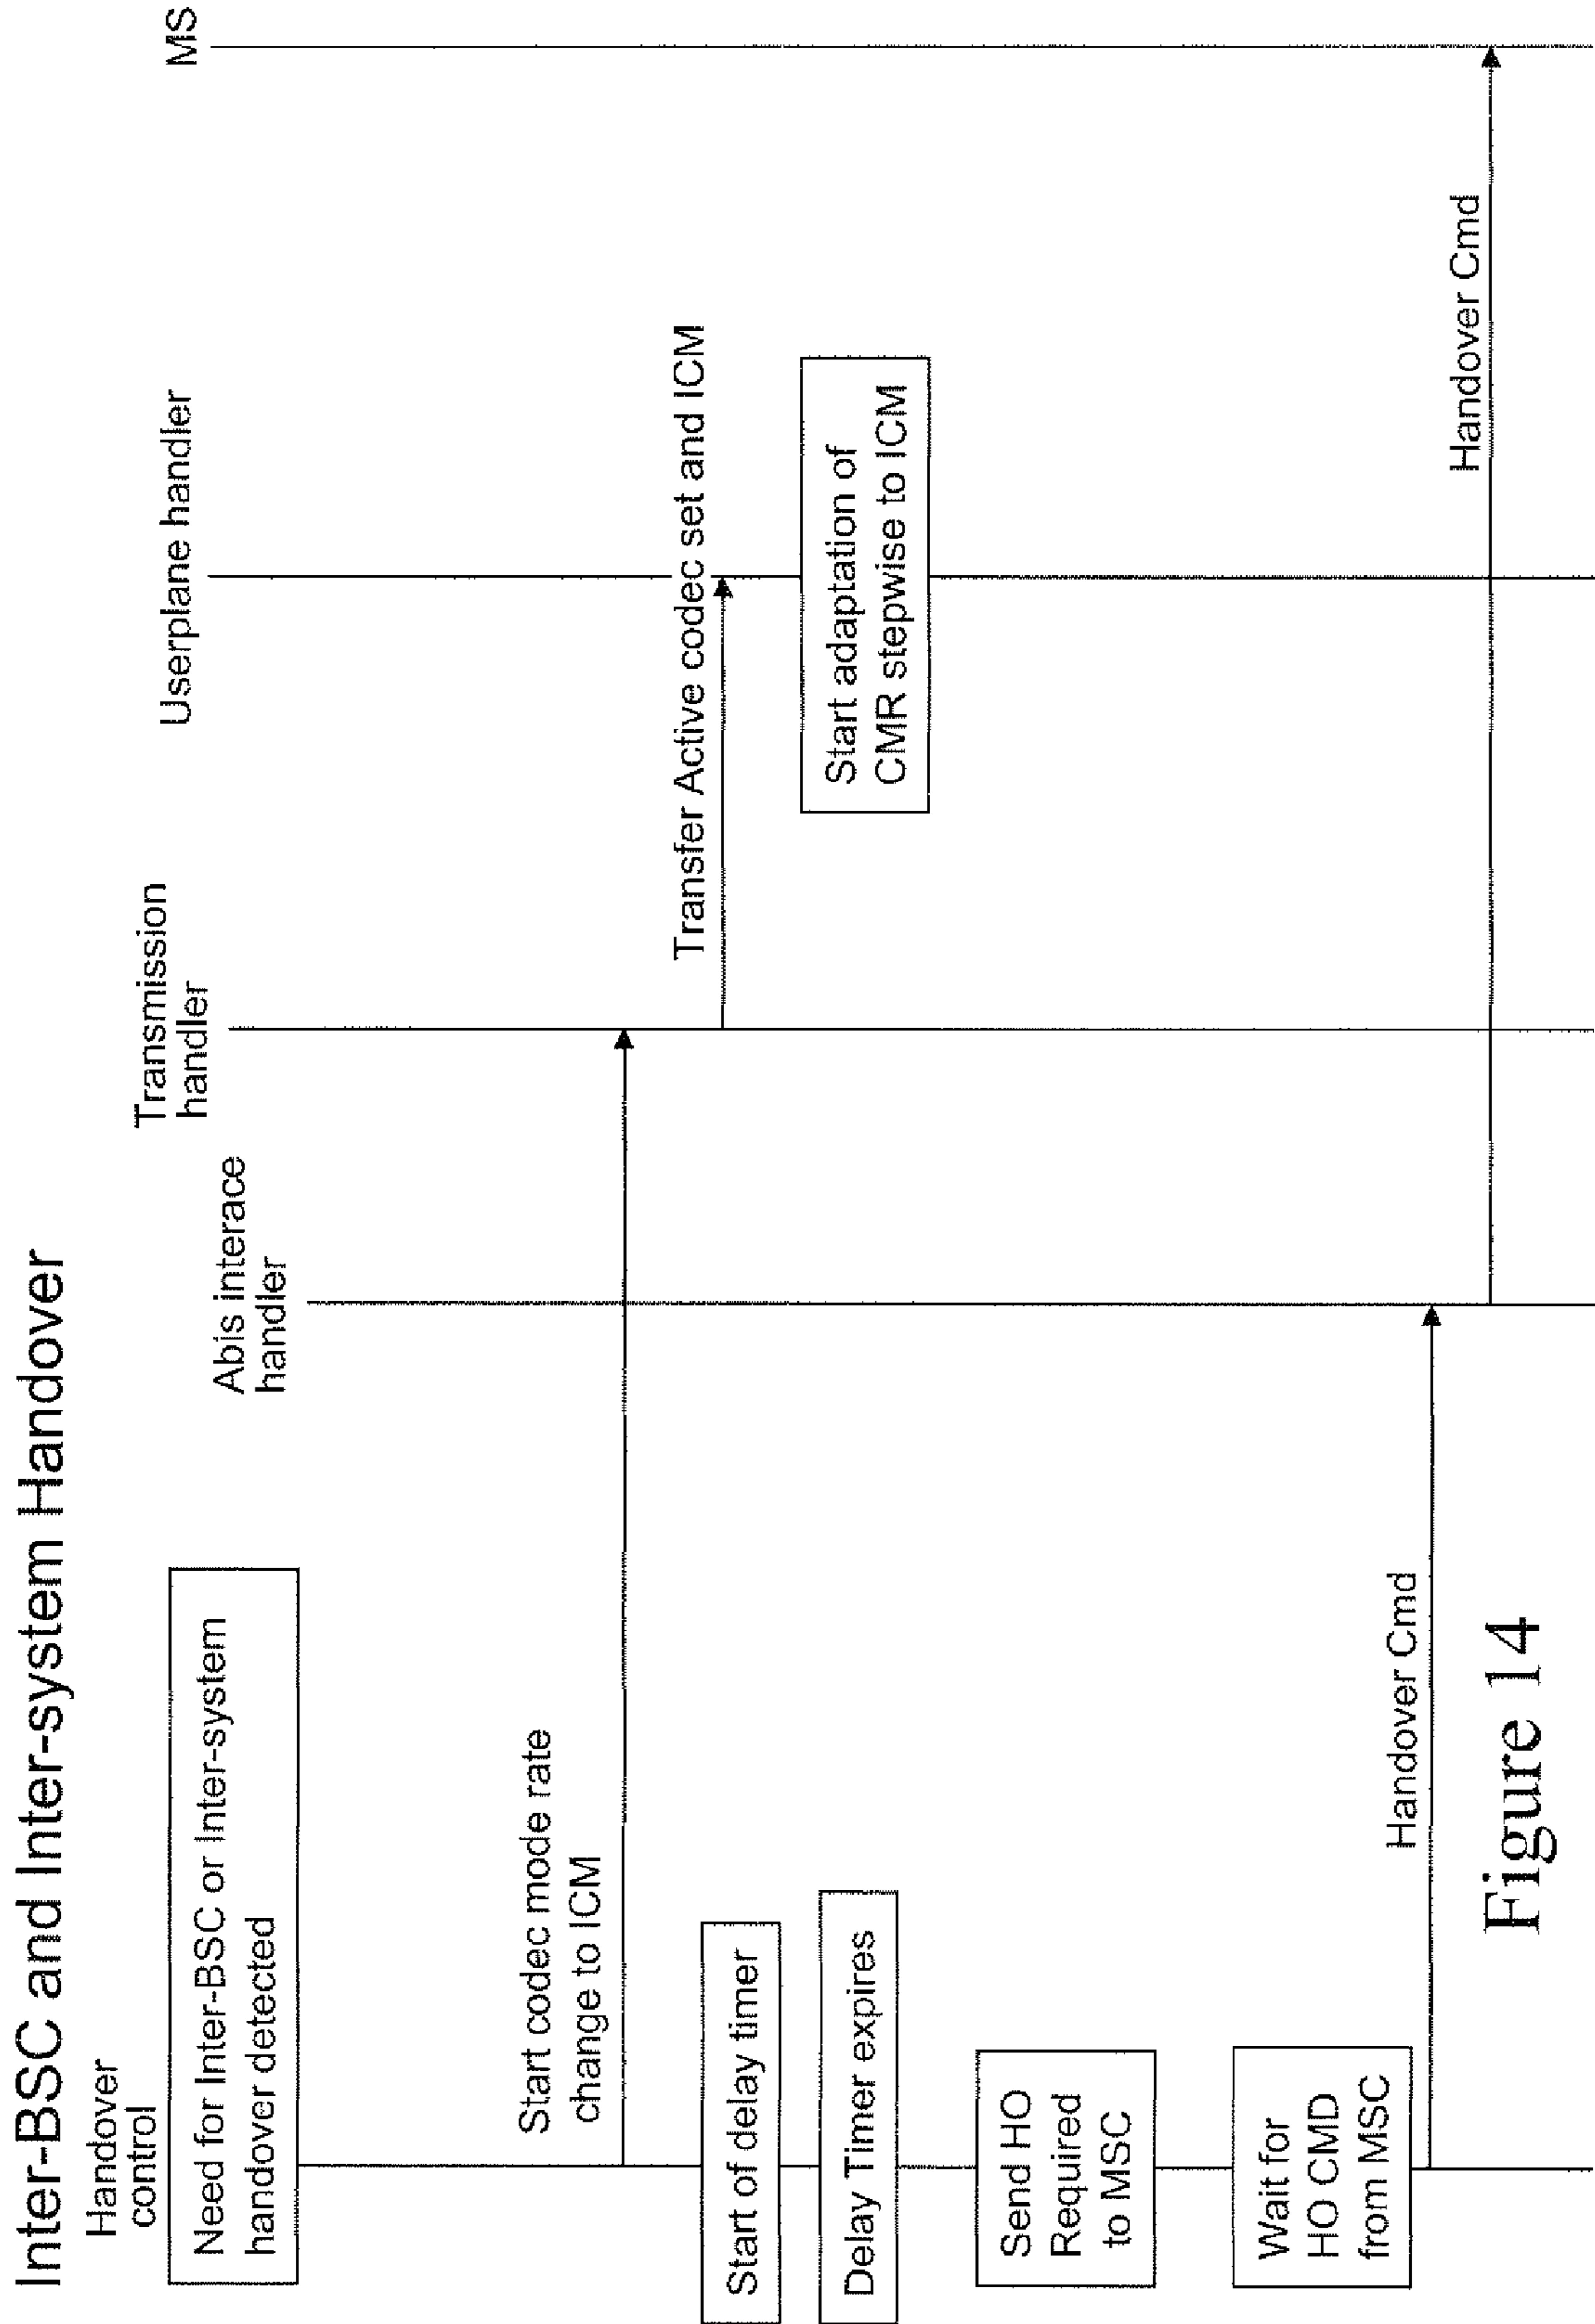 Inter-BSC and Inter-system Handover
Handover
control
Abis interace
handler
Transmission
handler
Userplane handler
MS
Need for Inter-BSC or Inter-system
handover detected
Start codec mode rate
change to ICM
Transfer Active codec set and ICM
Start of delay timer
Start adaptation of
CMR stepwise to ICM
Delay Timer expires
Send HO
Required
to MSC
Wait for
HO CMD
from MSC
Handover Cmd
Handover Cmd
Figure 14